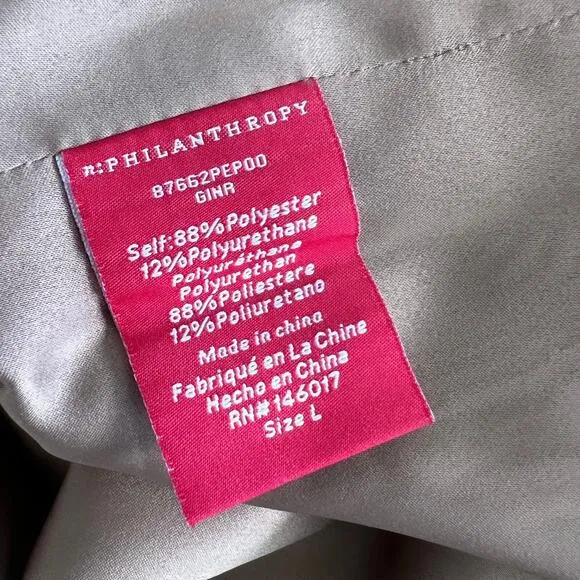 n:PHILANTHROPY
87662PEP00
GINA
Self:88%Polyester
12%Polyurethane
Polyuréthane
Polyurethan
88%Poliestere
12%Poliuretano
Made in china
Fabriqué en La Chine
Hecho en China
RN#146017
Size L